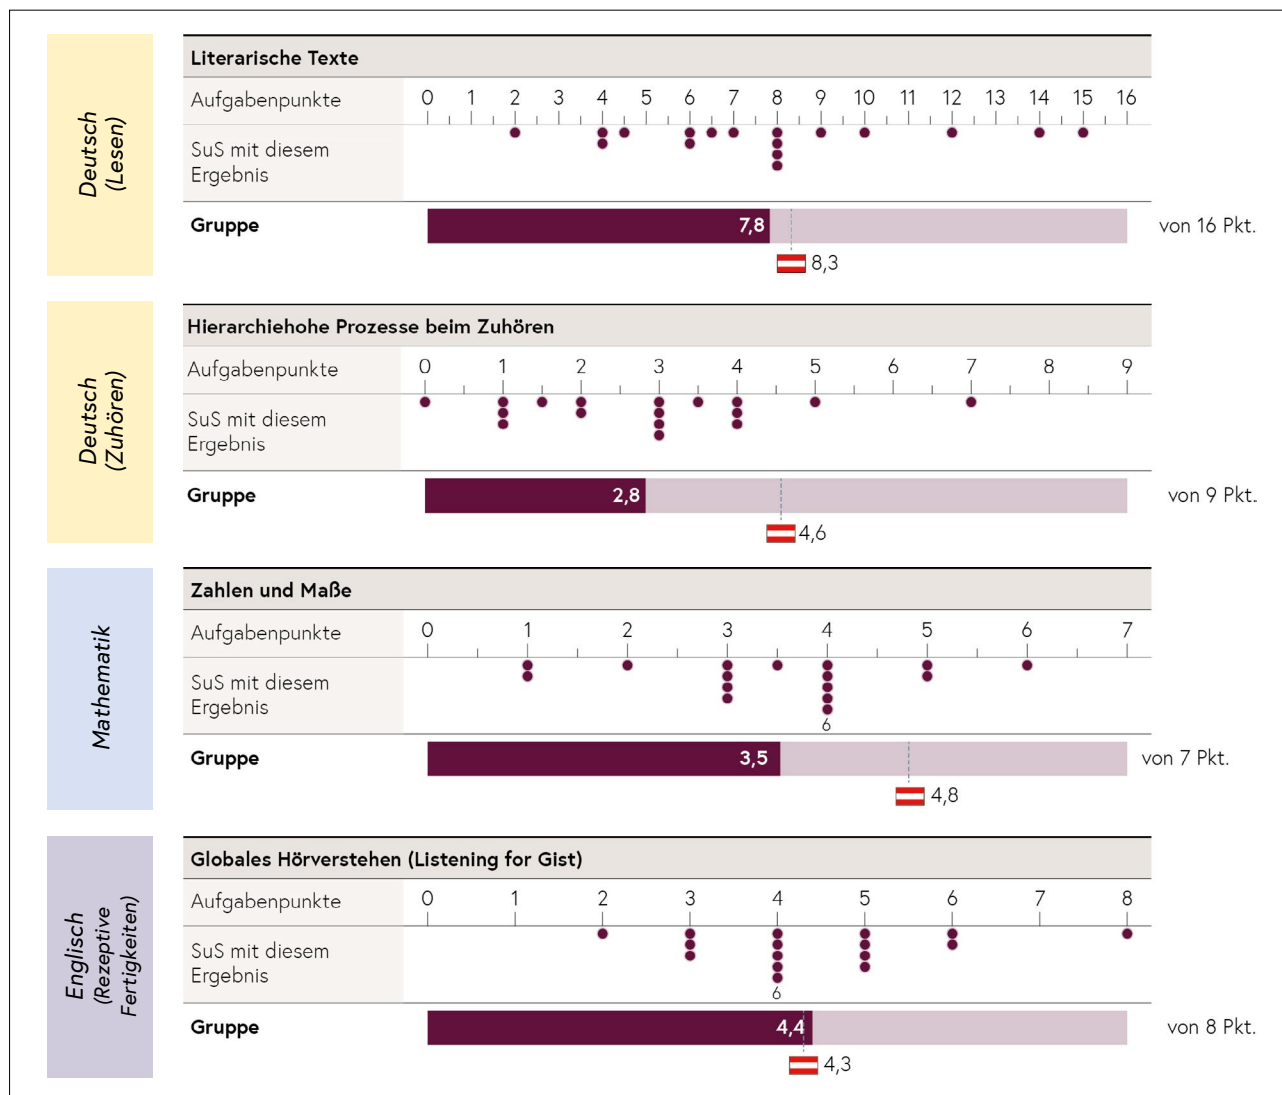 Deutsch
(Lesen)
Literarische Texte
Aufgabenpunkte 0 1 2 3 4 5 6 7 8 9 10 11 12 13 14 15 16
SuS mit diesem
Ergebnis
Gruppe 7,8 von 16 Pkt.
8,3
Deutsch
(Zuhören)
Hierarchiehohe Prozesse beim Zuhören
Aufgabenpunkte 0 1 2 3 4 5 6 7 8 9
SuS mit diesem
Ergebnis
Gruppe 2,8 von 9 Pkt.
4,6
Mathematik
Zahlen und Maße
Aufgabenpunkte 0 1 2 3 4 5 6 7
SuS mit diesem
Ergebnis
6
Gruppe 3,5 von 7 Pkt.
4,8
Englisch
(Rezeptive
Fertigkeiten)
Globales Hörverstehen (Listening for Gist)
Aufgabenpunkte 0 1 2 3 4 5 6 7 8
SuS mit diesem
Ergebnis
6
Gruppe 4,4 von 8 Pkt.
4,3